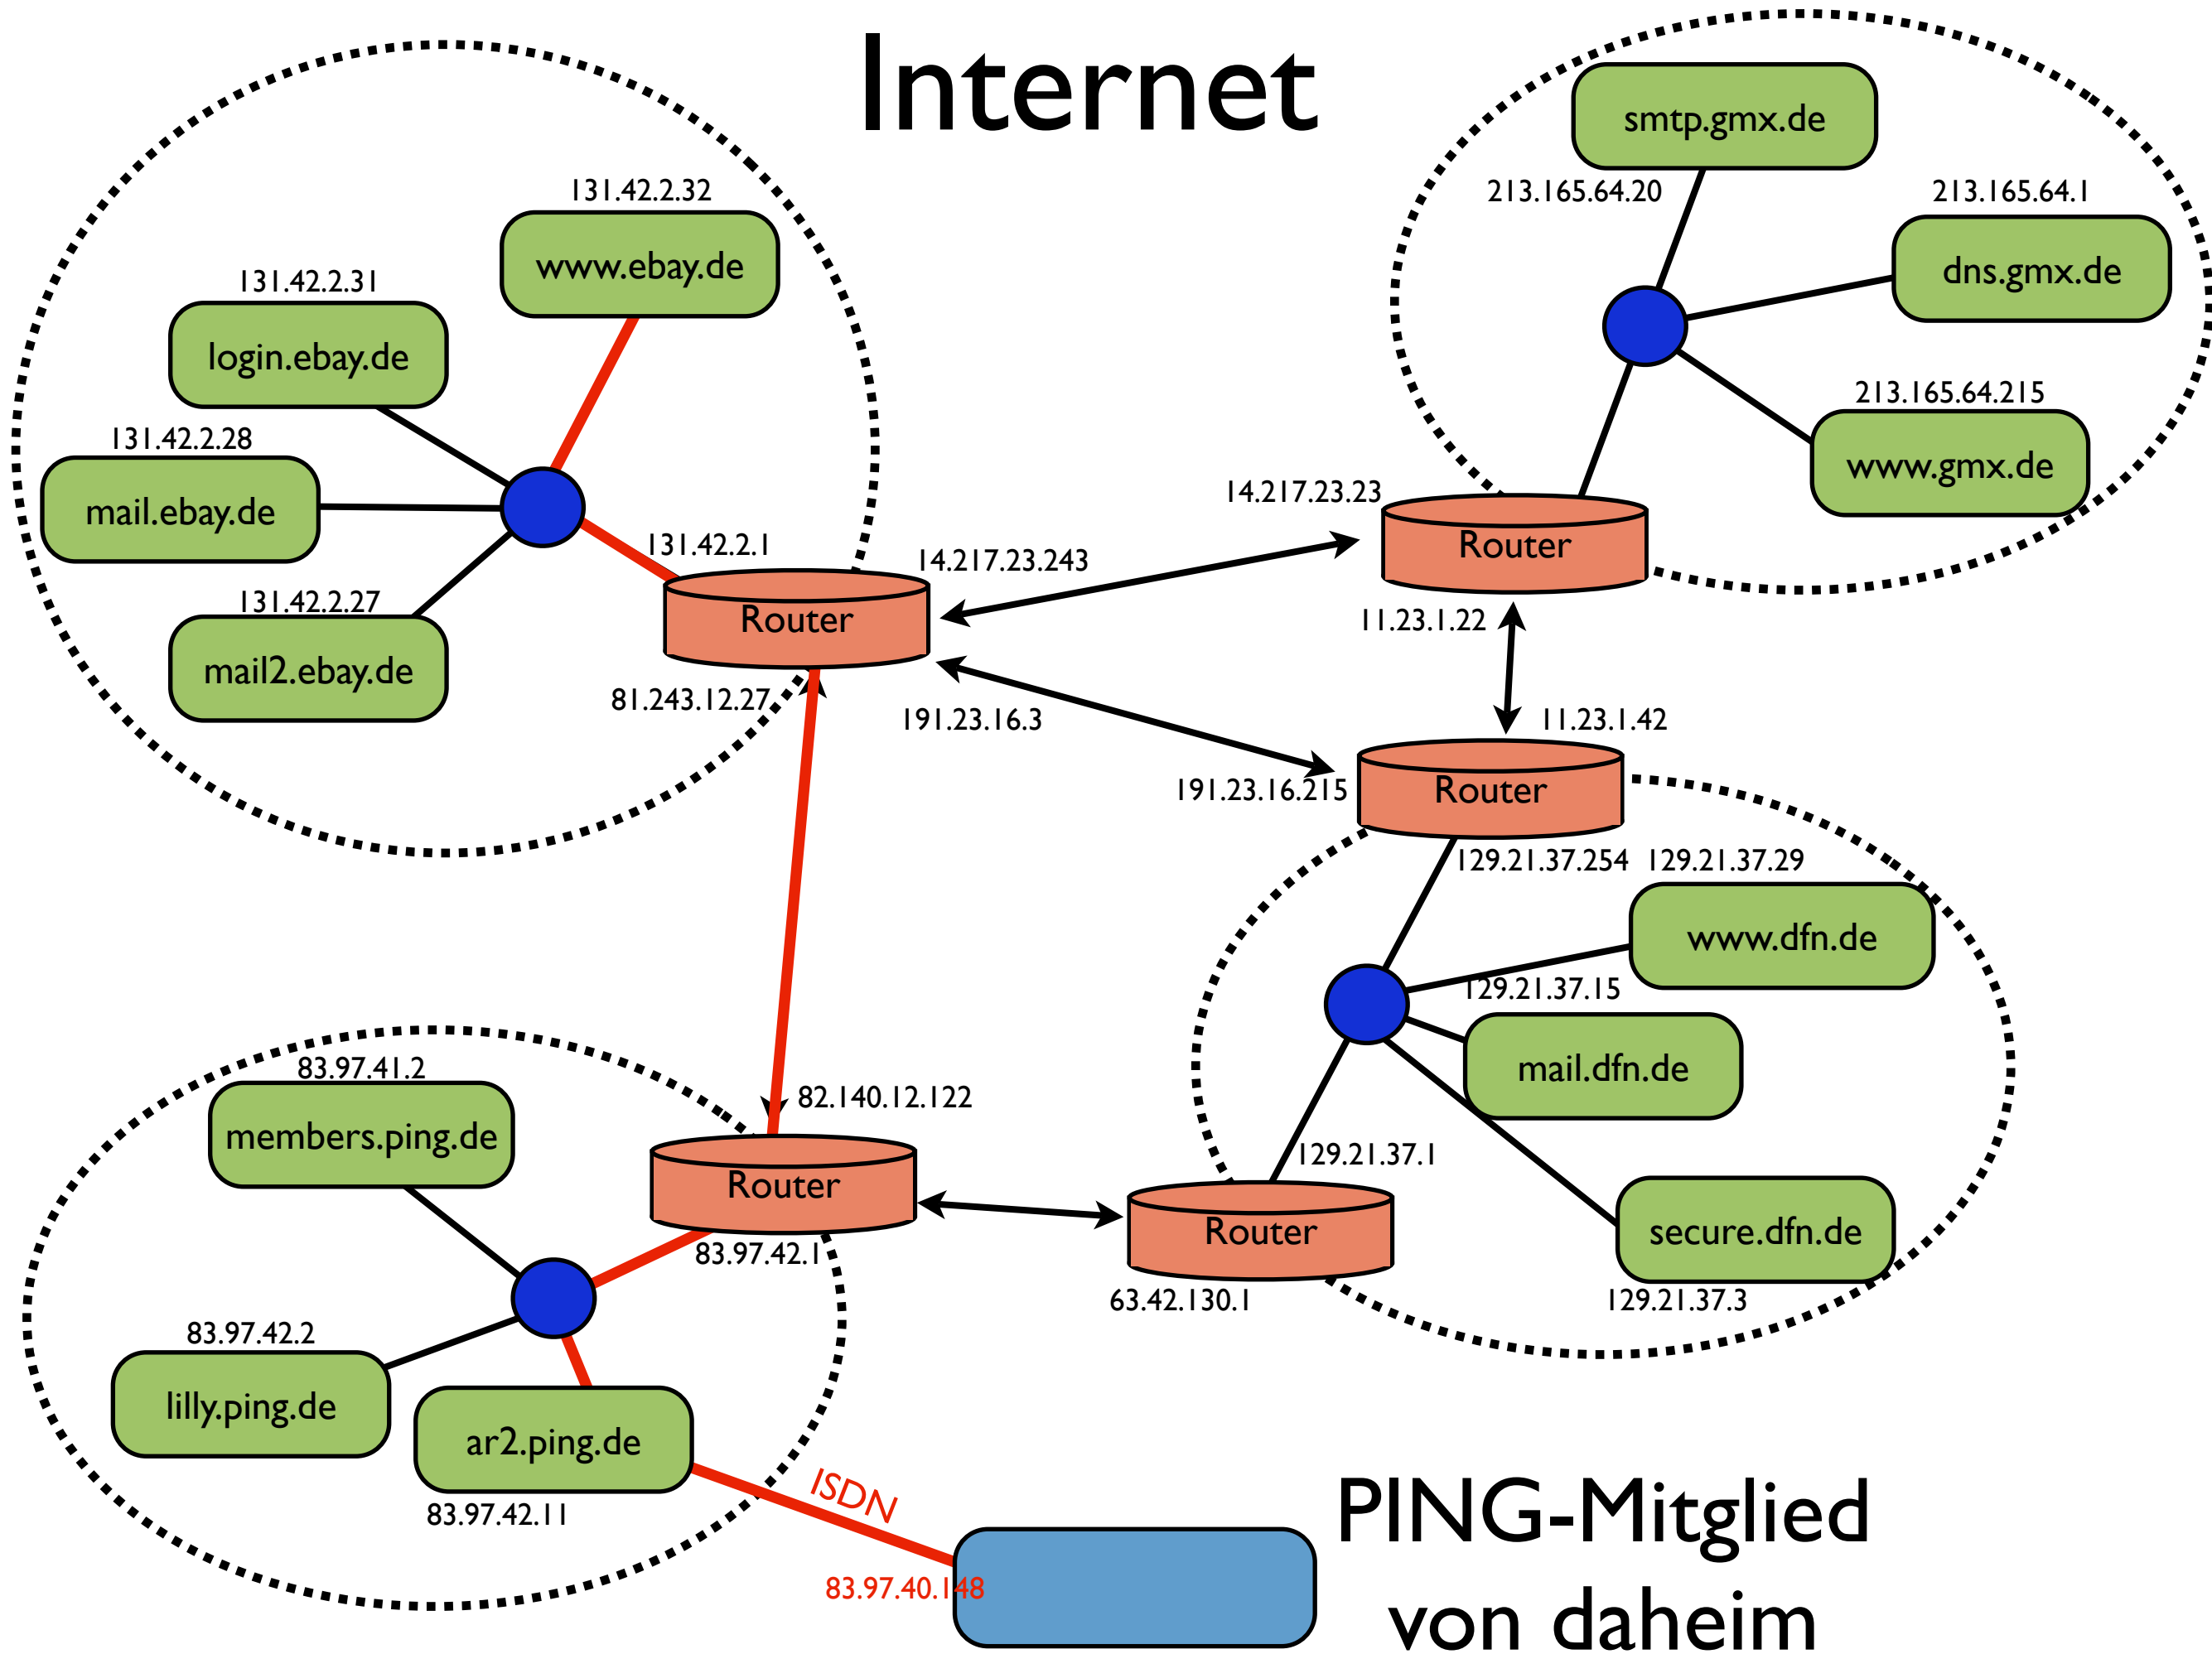 Internet
smtp.gmx.de
213.165.64.20
213.165.64.1
dns.gmx.de
213.165.64.215
www.gmx.de
131.42.2.32
www.ebay.de
131.42.2.31
login.ebay.de
131.42.2.28
mail.ebay.de
131.42.2.27
mail2.ebay.de
131.42.2.1
Router
14.217.23.243
14.217.23.23
Router
11.23.1.22
81.243.12.27
191.23.16.3
11.23.1.42
191.23.16.215
Router
129.21.37.254
129.21.37.29
www.dfn.de
129.21.37.15
mail.dfn.de
129.21.37.1
secure.dfn.de
129.21.37.3
Router
63.42.130.1
82.140.12.122
Router
83.97.42.1
83.97.41.2
members.ping.de
83.97.42.2
lilly.ping.de
ar2.ping.de
83.97.42.11
ISDN
83.97.40.148
PING-Mitglied
von daheim